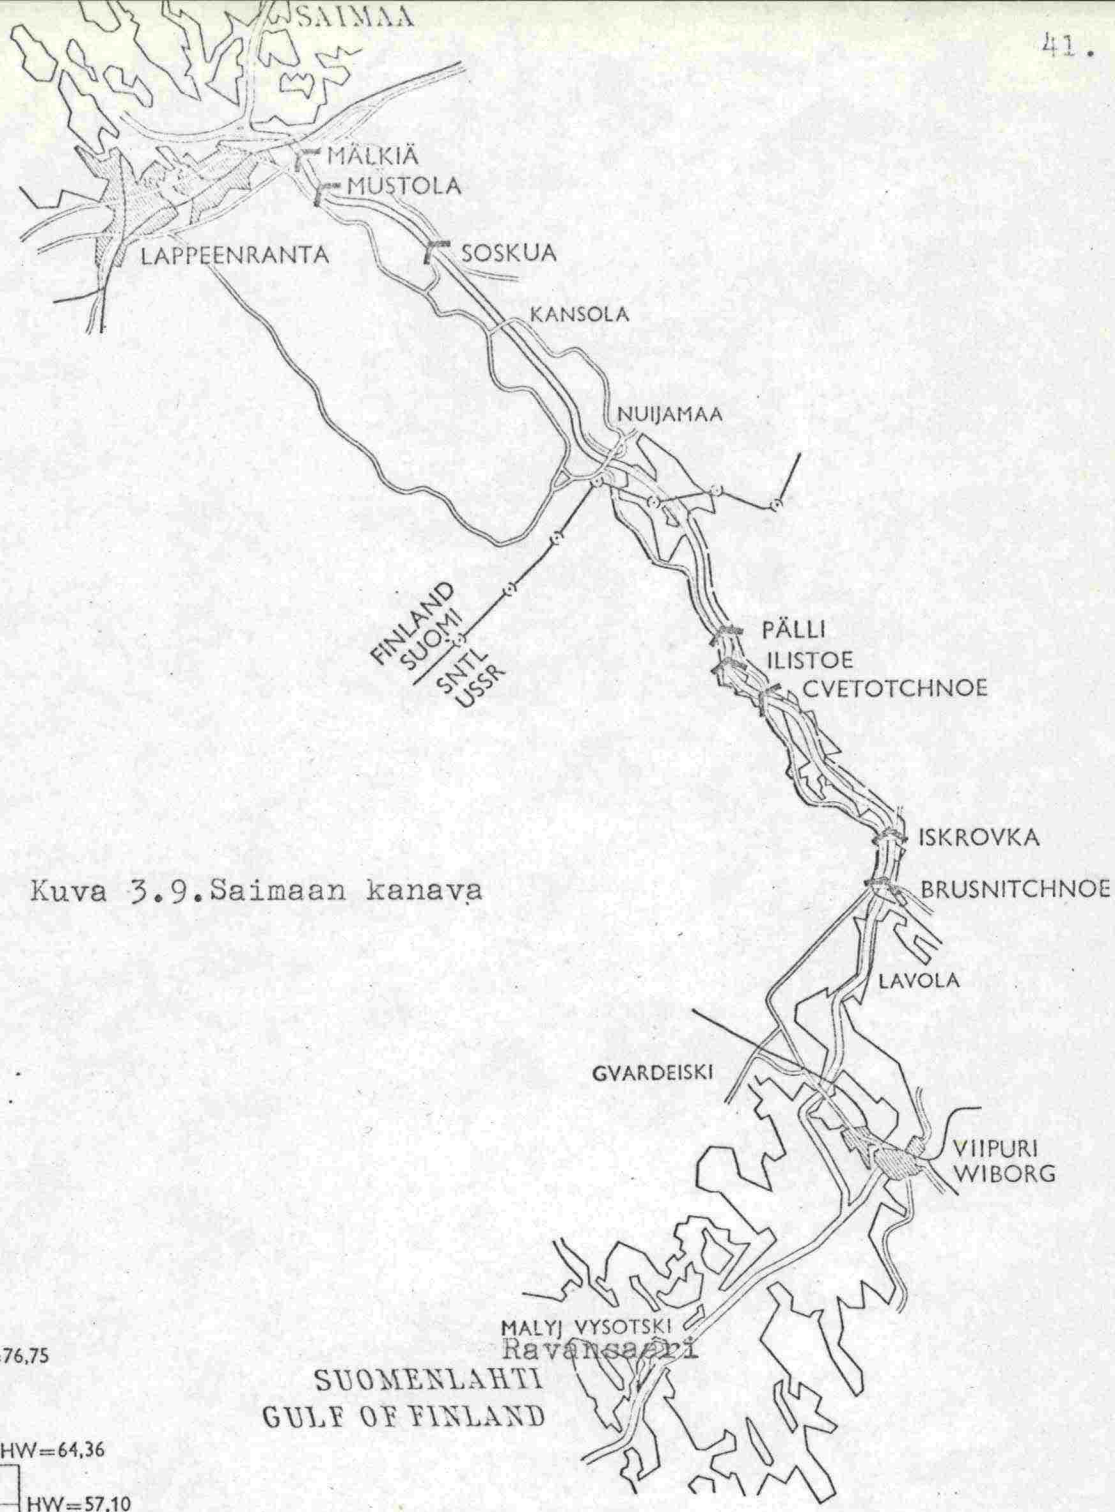 SAIMAA
41.
MÄLKIÄ
MUSTOLA
LAPPEENRANTA
SOSKUA
KANSOLA
NUIJAMAA
FINLAND
SUOMI
SNTL
USSR
PÄLLI
ILISTOE
CVETOTCHNOE
ISKROVKA
Kuva 3.9.Saimaan kanava
BRUSNITCHNOE
LAVOLA
GVARDEISKI
VIIPURI
WIBORG
MALYJ VYSOTSKI
Ravansaari
SUOMENLAHTI
GULF OF FINLAND
=76,75
HW=64,36
HW=57,10